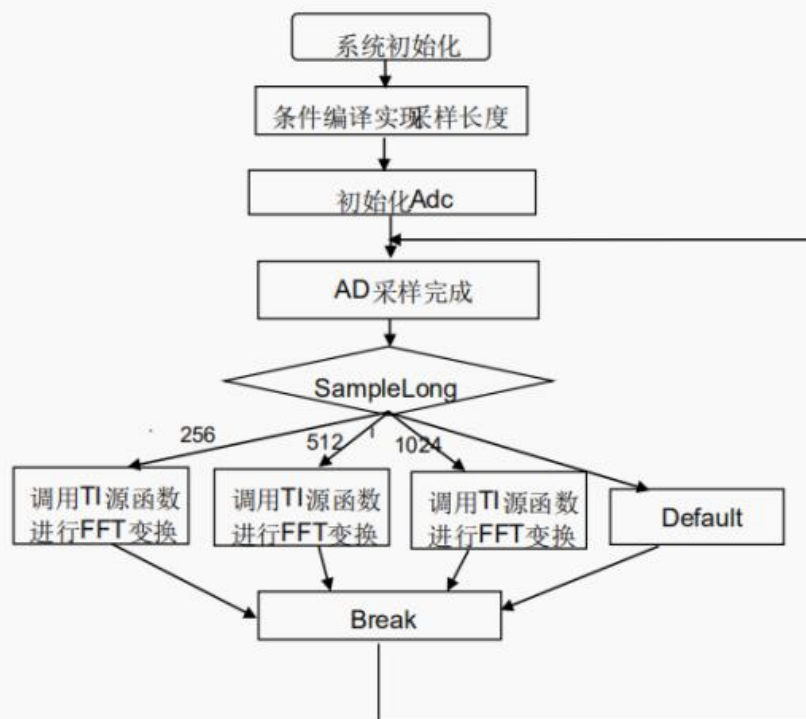 系统初始化
条件编译实现采样长度
初始化Adc
AD采样完成
SampleLong
256
512
1024
调用TI源函数
进行FFT变换
调用TI源函数
进行FFT变换
调用TI源函数
进行FFT变换
Default
Break